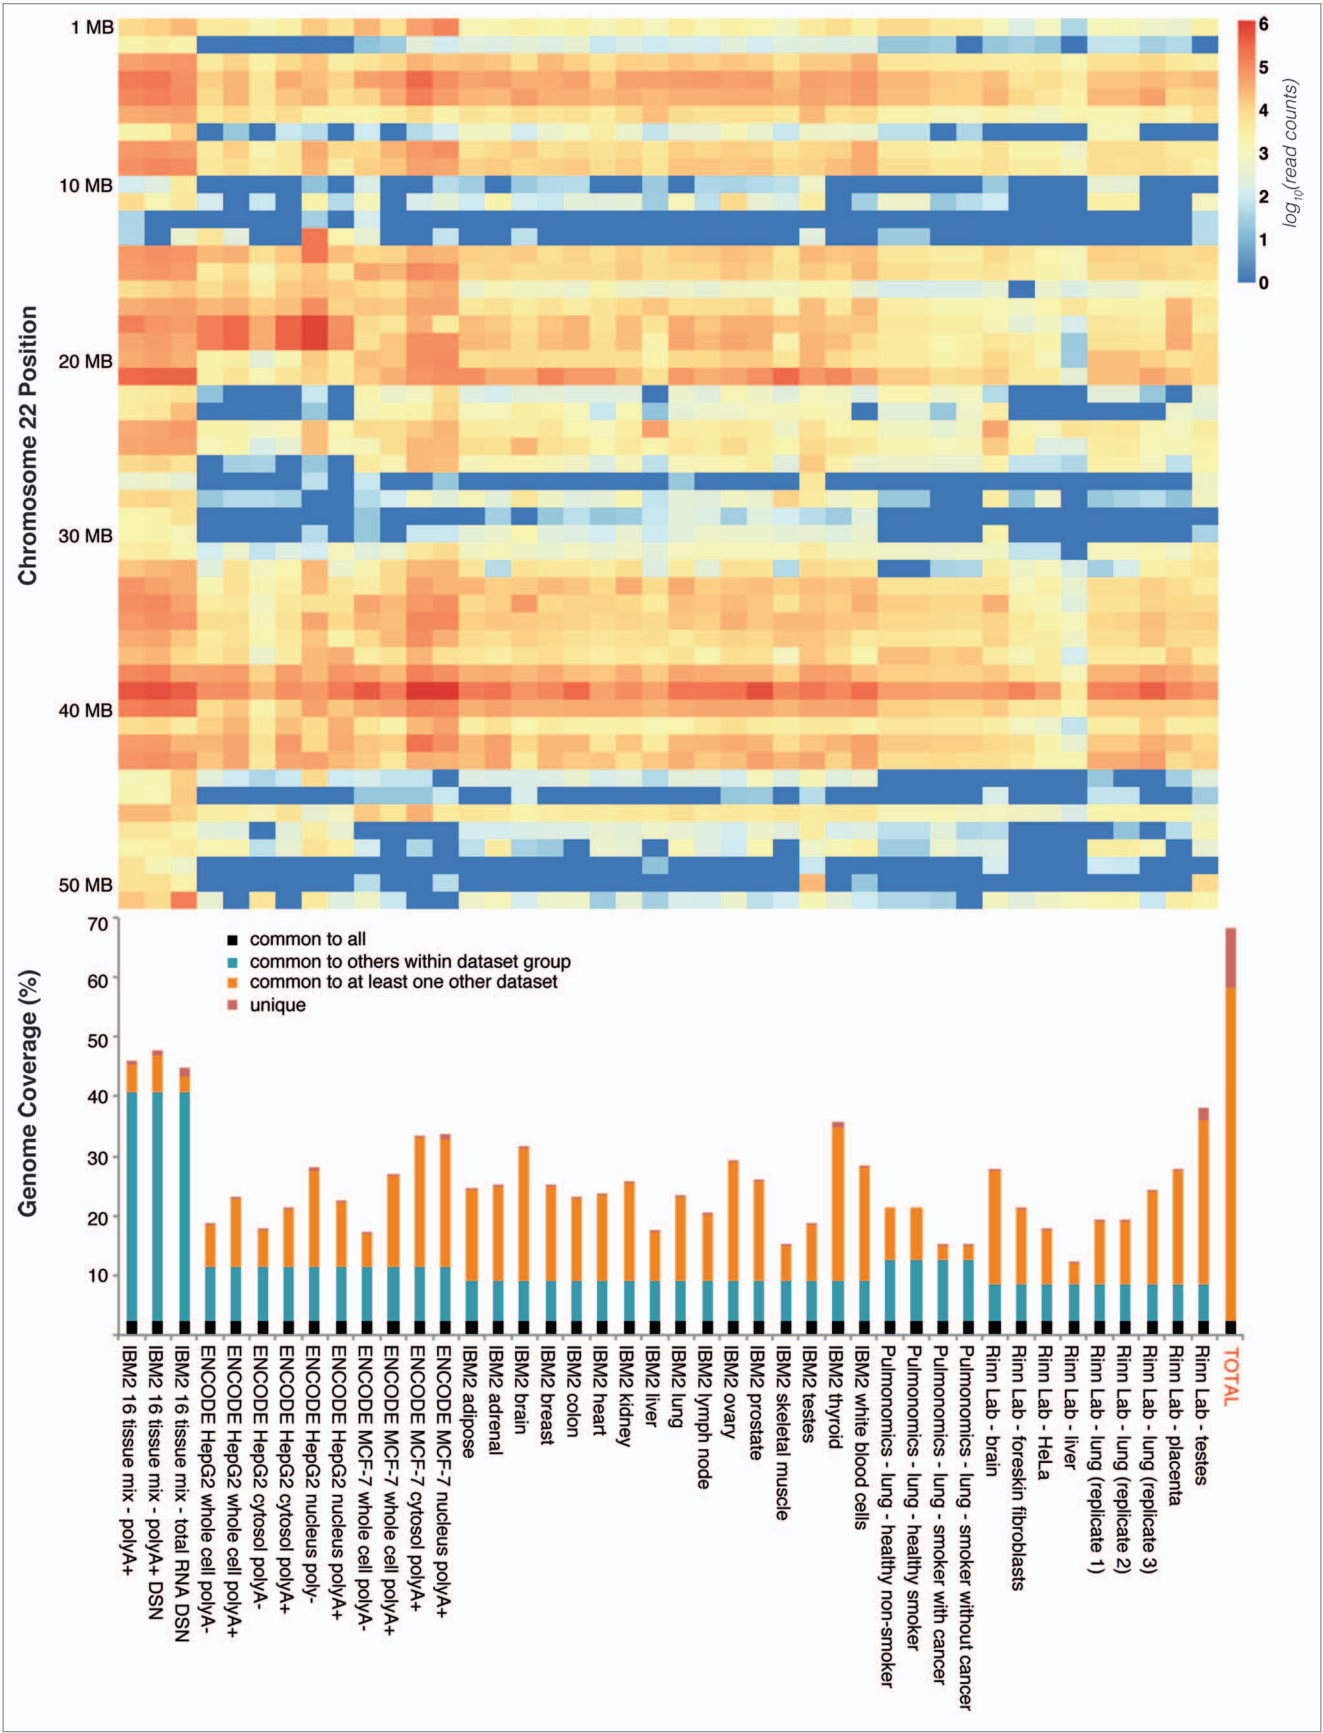 1 MB
10 MB
20 MB
30 MB
40 MB
50 MB
Chromosome 22 Position
6
5
4
3
2
1
0
log10(read counts)
70
60
50
40
30
20
10
Genome Coverage (%)
common to all
common to others within dataset group
common to at least one other dataset
unique
IBM2 16 tissue mix - polyA+
IBM2 16 tissue mix - polyA+ DSN
IBM2 16 tissue mix - total RNA DSN
ENCODE HepG2 whole cell polyA-
ENCODE HepG2 whole cell polyA+
ENCODE HepG2 cytosol polyA-
ENCODE HepG2 cytosol polyA+
ENCODE HepG2 nucleus poly-
ENCODE HepG2 nucleus polyA+
ENCODE MCF-7 whole cell polyA-
ENCODE MCF-7 whole cell polyA+
ENCODE MCF-7 cytosol polyA+
ENCODE MCF-7 nucleus polyA+
IBM2 adipose
IBM2 adrenal
IBM2 brain
IBM2 breast
IBM2 colon
IBM2 heart
IBM2 kidney
IBM2 liver
IBM2 lung
IBM2 lymph node
IBM2 ovary
IBM2 prostate
IBM2 skeletal muscle
IBM2 testes
IBM2 thyroid
IBM2 white blood cells
Pulmonomics - lung - healthy non-smoker
Pulmonomics - lung - healthy smoker
Pulmonomics - lung - smoker with cancer
Pulmonomics - lung - smoker without cancer
Rinn Lab - brain
Rinn Lab - foreskin fibroblasts
Rinn Lab - HeLa
Rinn Lab - liver
Rinn Lab - lung (replicate 1)
Rinn Lab - lung (replicate 2)
Rinn Lab - lung (replicate 3)
Rinn Lab - placenta
Rinn Lab - testes
TOTAL